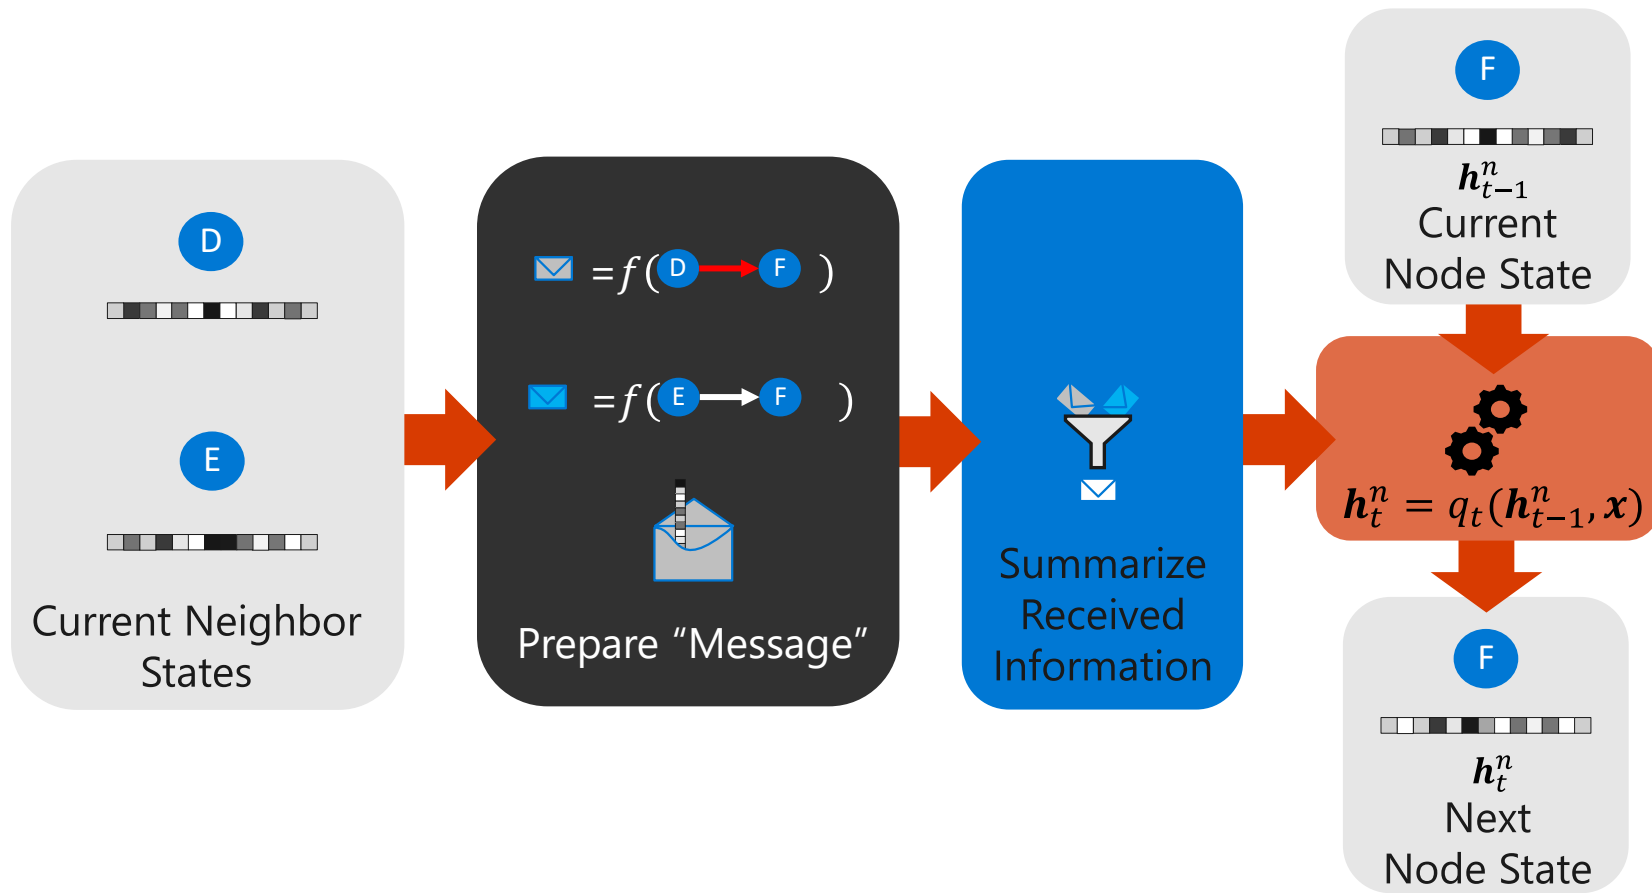 D
E
Current Neighbor
States
=f(D F )
=f(E F )
Prepare “Message”
Summarize
Received
Information
F
h^n_{t−1}
Current
Node State
h^n_t = q_t(h^n_{t−1}, x)
F
h^n_t
Next
Node State